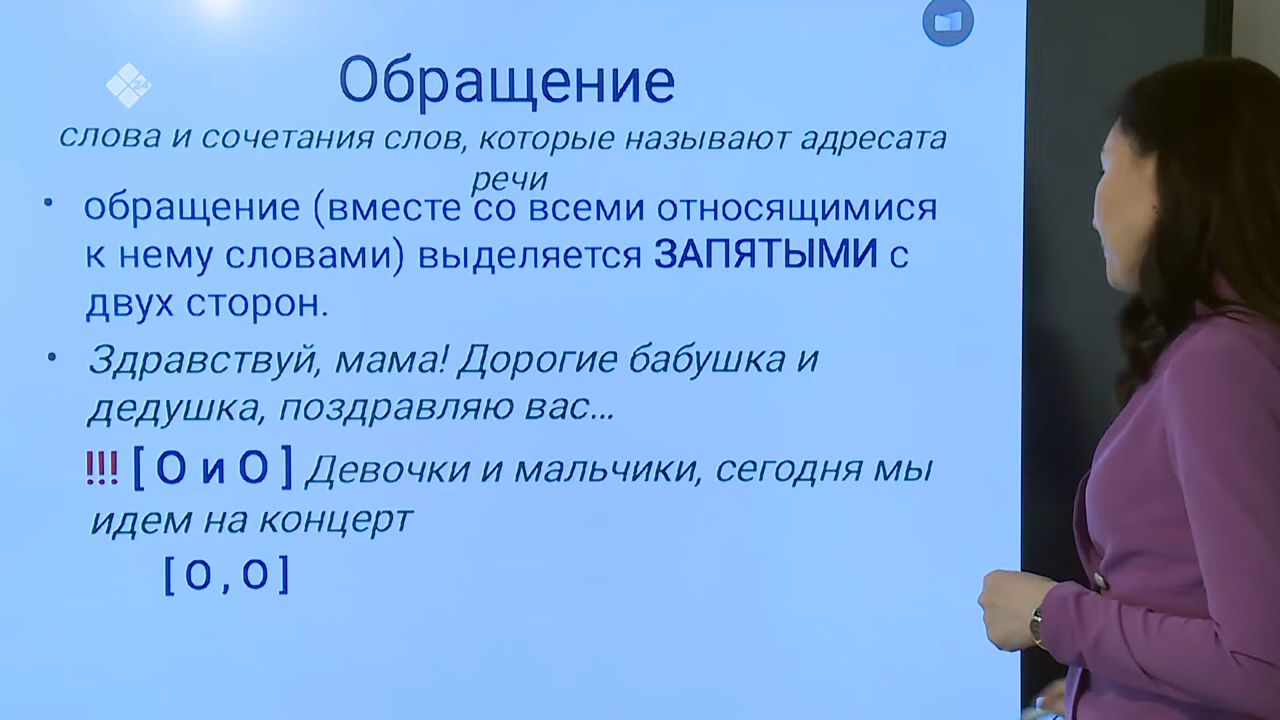 24
Обращение
слова и сочетания слов, которые называют адресата
речи
• обращение (вместе со всеми относящимися
к нему словами) выделяется ЗАПЯТЫМИ с
двух сторон.
• Здравствуй, мама! Дорогие бабушка и
дедушка, поздравляю вас...
!!! [ О и О ] Девочки и мальчики, сегодня мы
идем на концерт
[ О , О ]